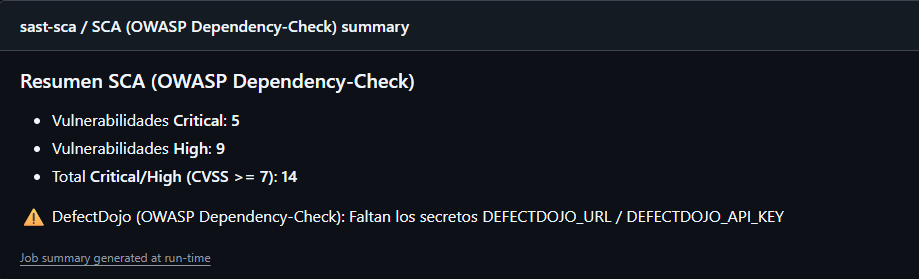 sast-sca / SCA (OWASP Dependency-Check) summary
Resumen SCA (OWASP Dependency-Check)
Vulnerabilidades Critical: 5
Vulnerabilidades High: 9
Total Critical/High (CVSS >= 7): 14
DefectDojo (OWASP Dependency-Check): Faltan los secretos DEFECTDOJO_URL / DEFECTDOJO_API_KEY
Job summary generated at run-time